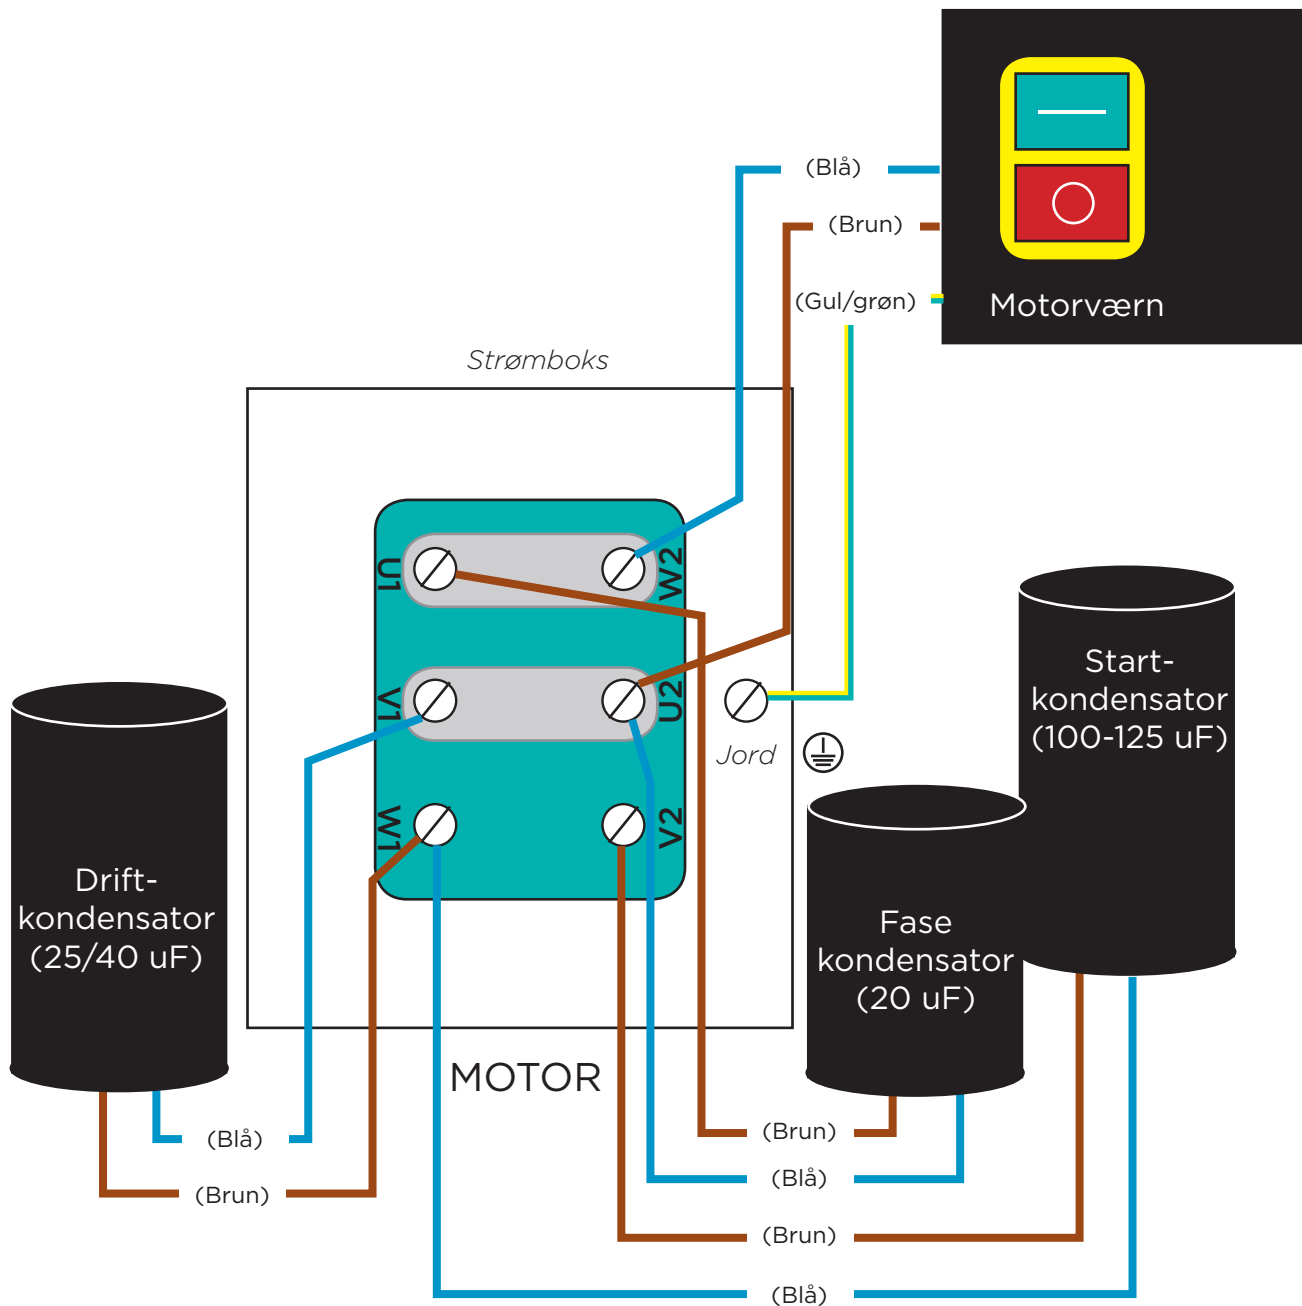 (Blå)
(Brun)
(Gul/grøn)
Motorværn
Strømboks
U1
W2
V1
U2
W1
V2
Jord
Start-
kondensator
(100-125 uF)
Drift-
kondensator
(25/40 uF)
Fase
kondensator
(20 uF)
MOTOR
(Blå)
(Brun)
(Brun)
(Blå)
(Brun)
(Blå)